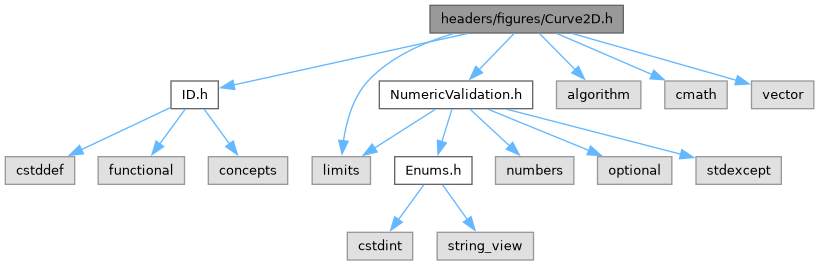 headers/figures/Curve2D.h
ID.h
NumericValidation.h
algorithm
cmath
vector
cstddef
functional
concepts
limits
Enums.h
numbers
optional
stdexcept
cstdint
string_view